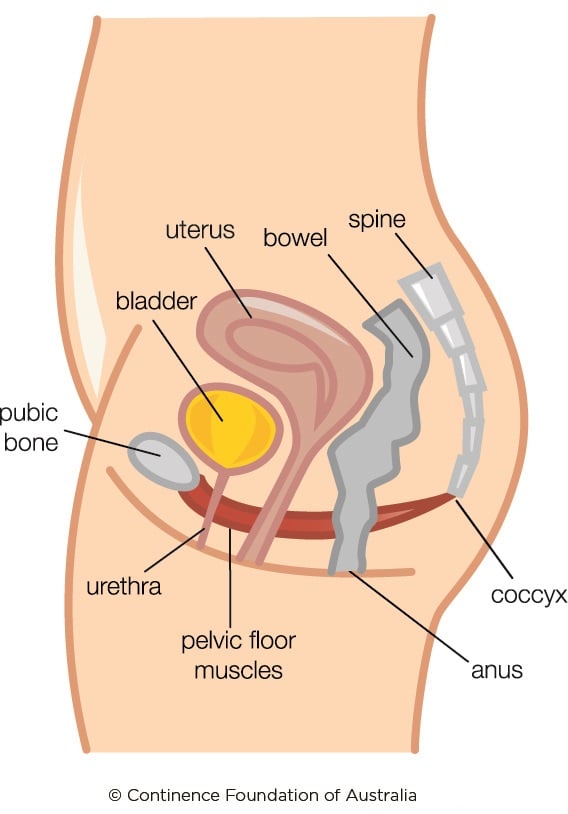 spine
uterus
bowel
bladder
pubic
bone
urethra
coccyx
pelvic floor
muscles
anus
© Continence Foundation of Australia